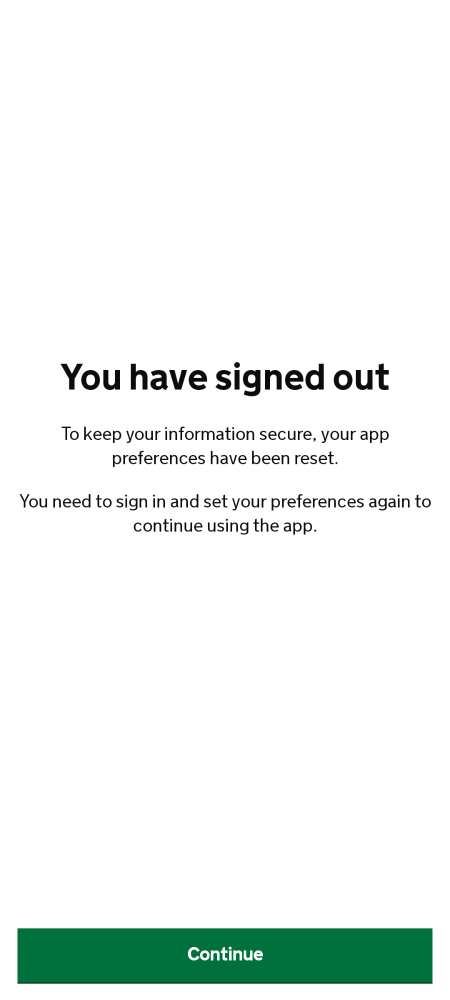 You have signed out
To keep your information secure, your app
preferences have been reset.
You need to sign in and set your preferences again to
continue using the app.
Continue